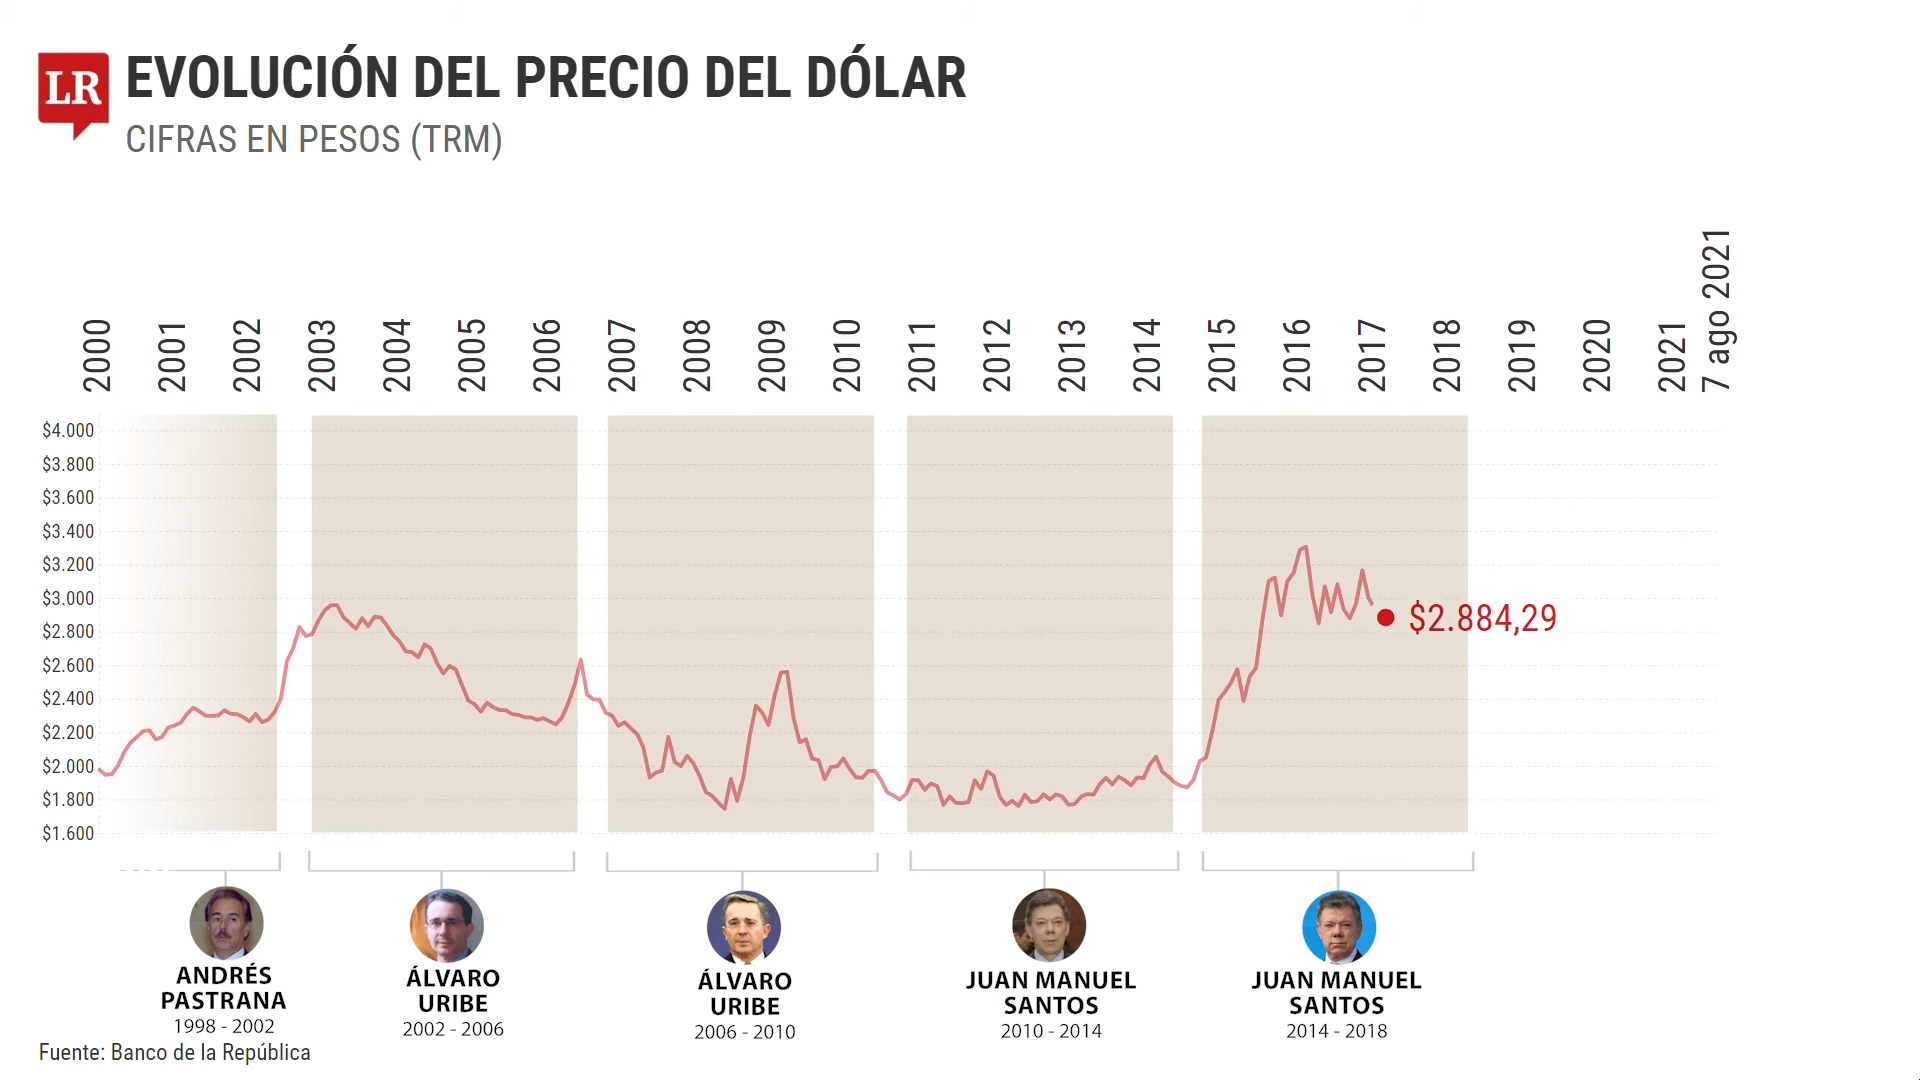 LR
EVOLUCIÓN DEL PRECIO DEL DÓLAR
CIFRAS EN PESOS (TRM)
2000
2001
2002
2003
2004
2005
2006
2007
2008
2009
2010
2011
2012
2013
2014
2015
2016
2017
2018
2019
2020
2021
7 ago 2021
$4.000
$3.800
$3.600
$3.400
$3.200
$3.000
$2.800
$2.600
$2.400
$2.200
$2.000
$1.800
$1.600
$2.884,29
ANDRÉS
PASTRANA
1998 - 2002
ÁLVARO
URIBE
2002 - 2006
ÁLVARO
URIBE
2006 - 2010
JUAN MANUEL
SANTOS
2010 - 2014
JUAN MANUEL
SANTOS
2014 - 2018
Fuente: Banco de la República